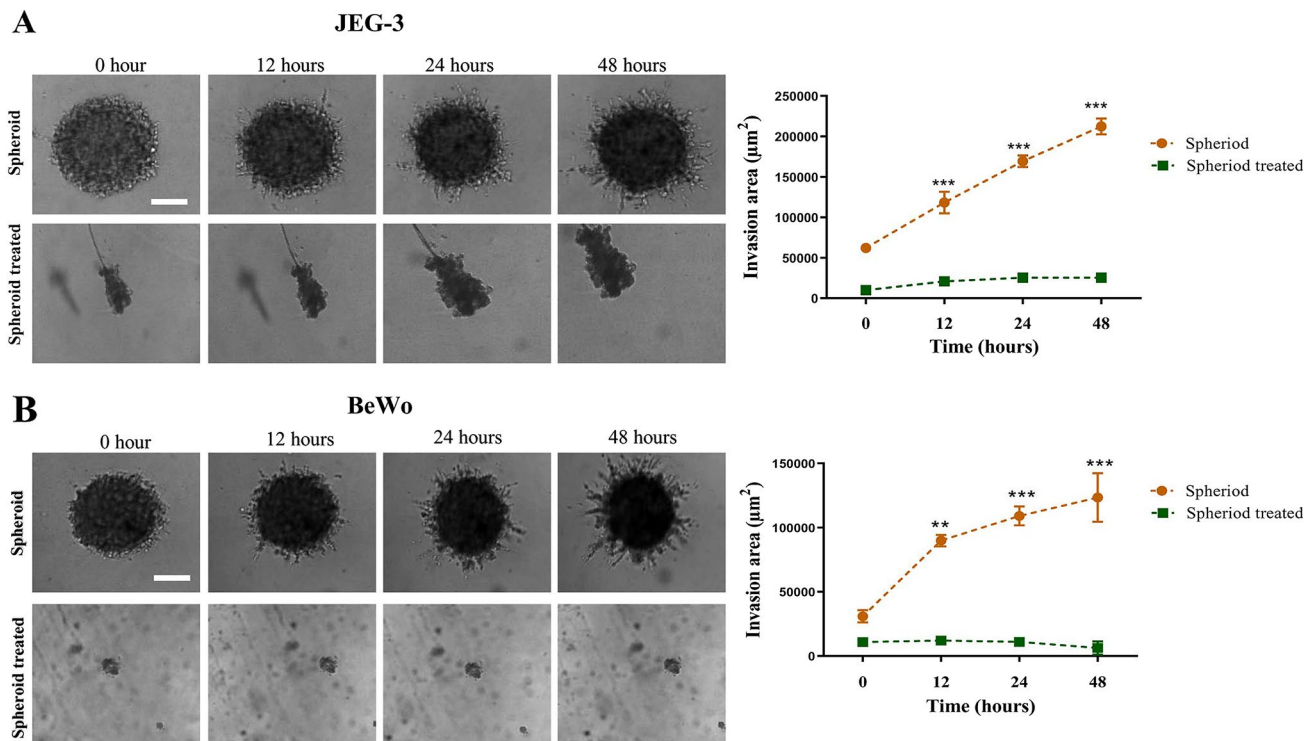 A
JEG-3
0 hour 12 hours 24 hours 48 hours
Spheroid
Spheroid treated
250000
200000
150000
100000
50000
0
Invasion area (µm²)
*** *** ***
0 12 24 48
Time (hours)
Spheriod
Spheriod treated
B
BeWo
0 hour 12 hours 24 hours 48 hours
Spheroid
Spheroid treated
150000
100000
50000
0
Invasion area (µm²)
** *** ***
0 12 24 48
Time (hours)
Spheriod
Spheriod treated